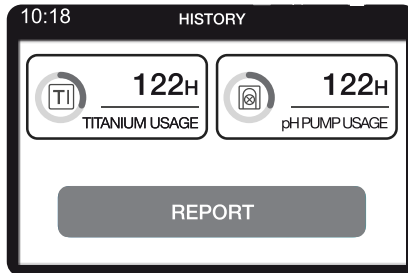 10:18
HISTORY
TI
122H
TITANIUM USAGE
122H
pH PUMP USAGE
REPORT